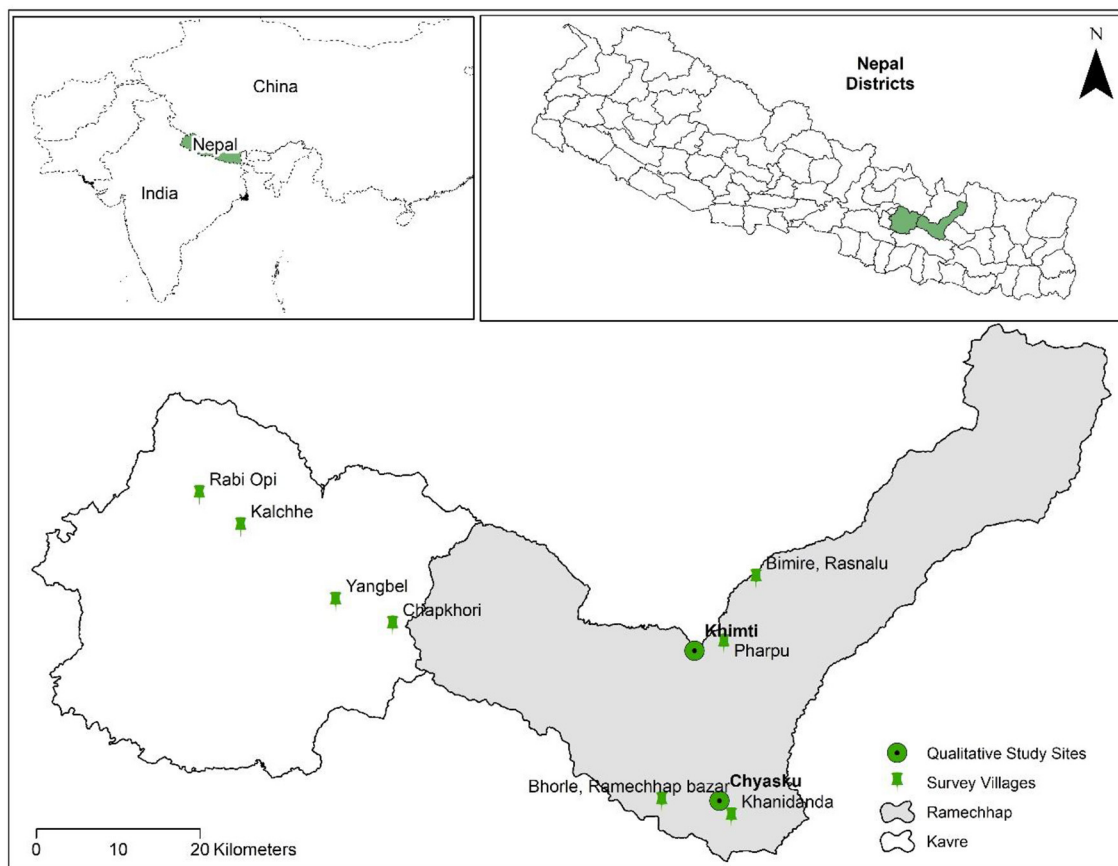 China
Nepal
India
Nepal
Districts
N
Rabi Opi
Kalchhe
Yangbel
Chapkhori
Bimire, Rasnalu
Khimti
Pharpu
Bhorle, Ramechhap bazar
Chyasku
Khanidanda
Qualitative Study Sites
Survey Villages
Ramechhap
Kavre
0 10 20 Kilometers